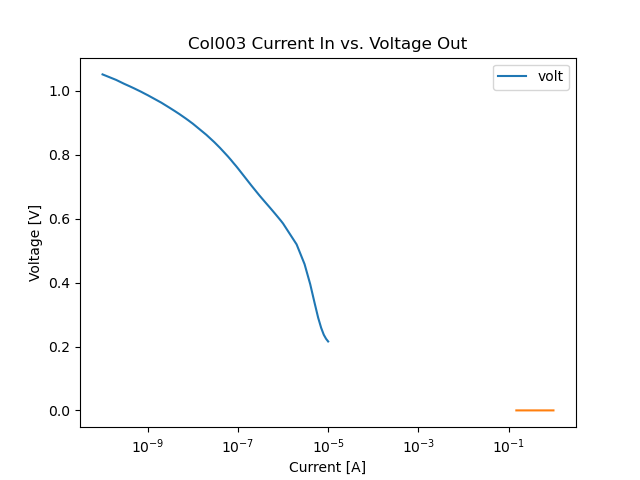 Col003 Current In vs. Voltage Out
volt
Voltage [V]
1.0
0.8
0.6
0.4
0.2
0.0
10⁻⁹
10⁻⁷
10⁻⁵
10⁻³
10⁻¹
Current [A]